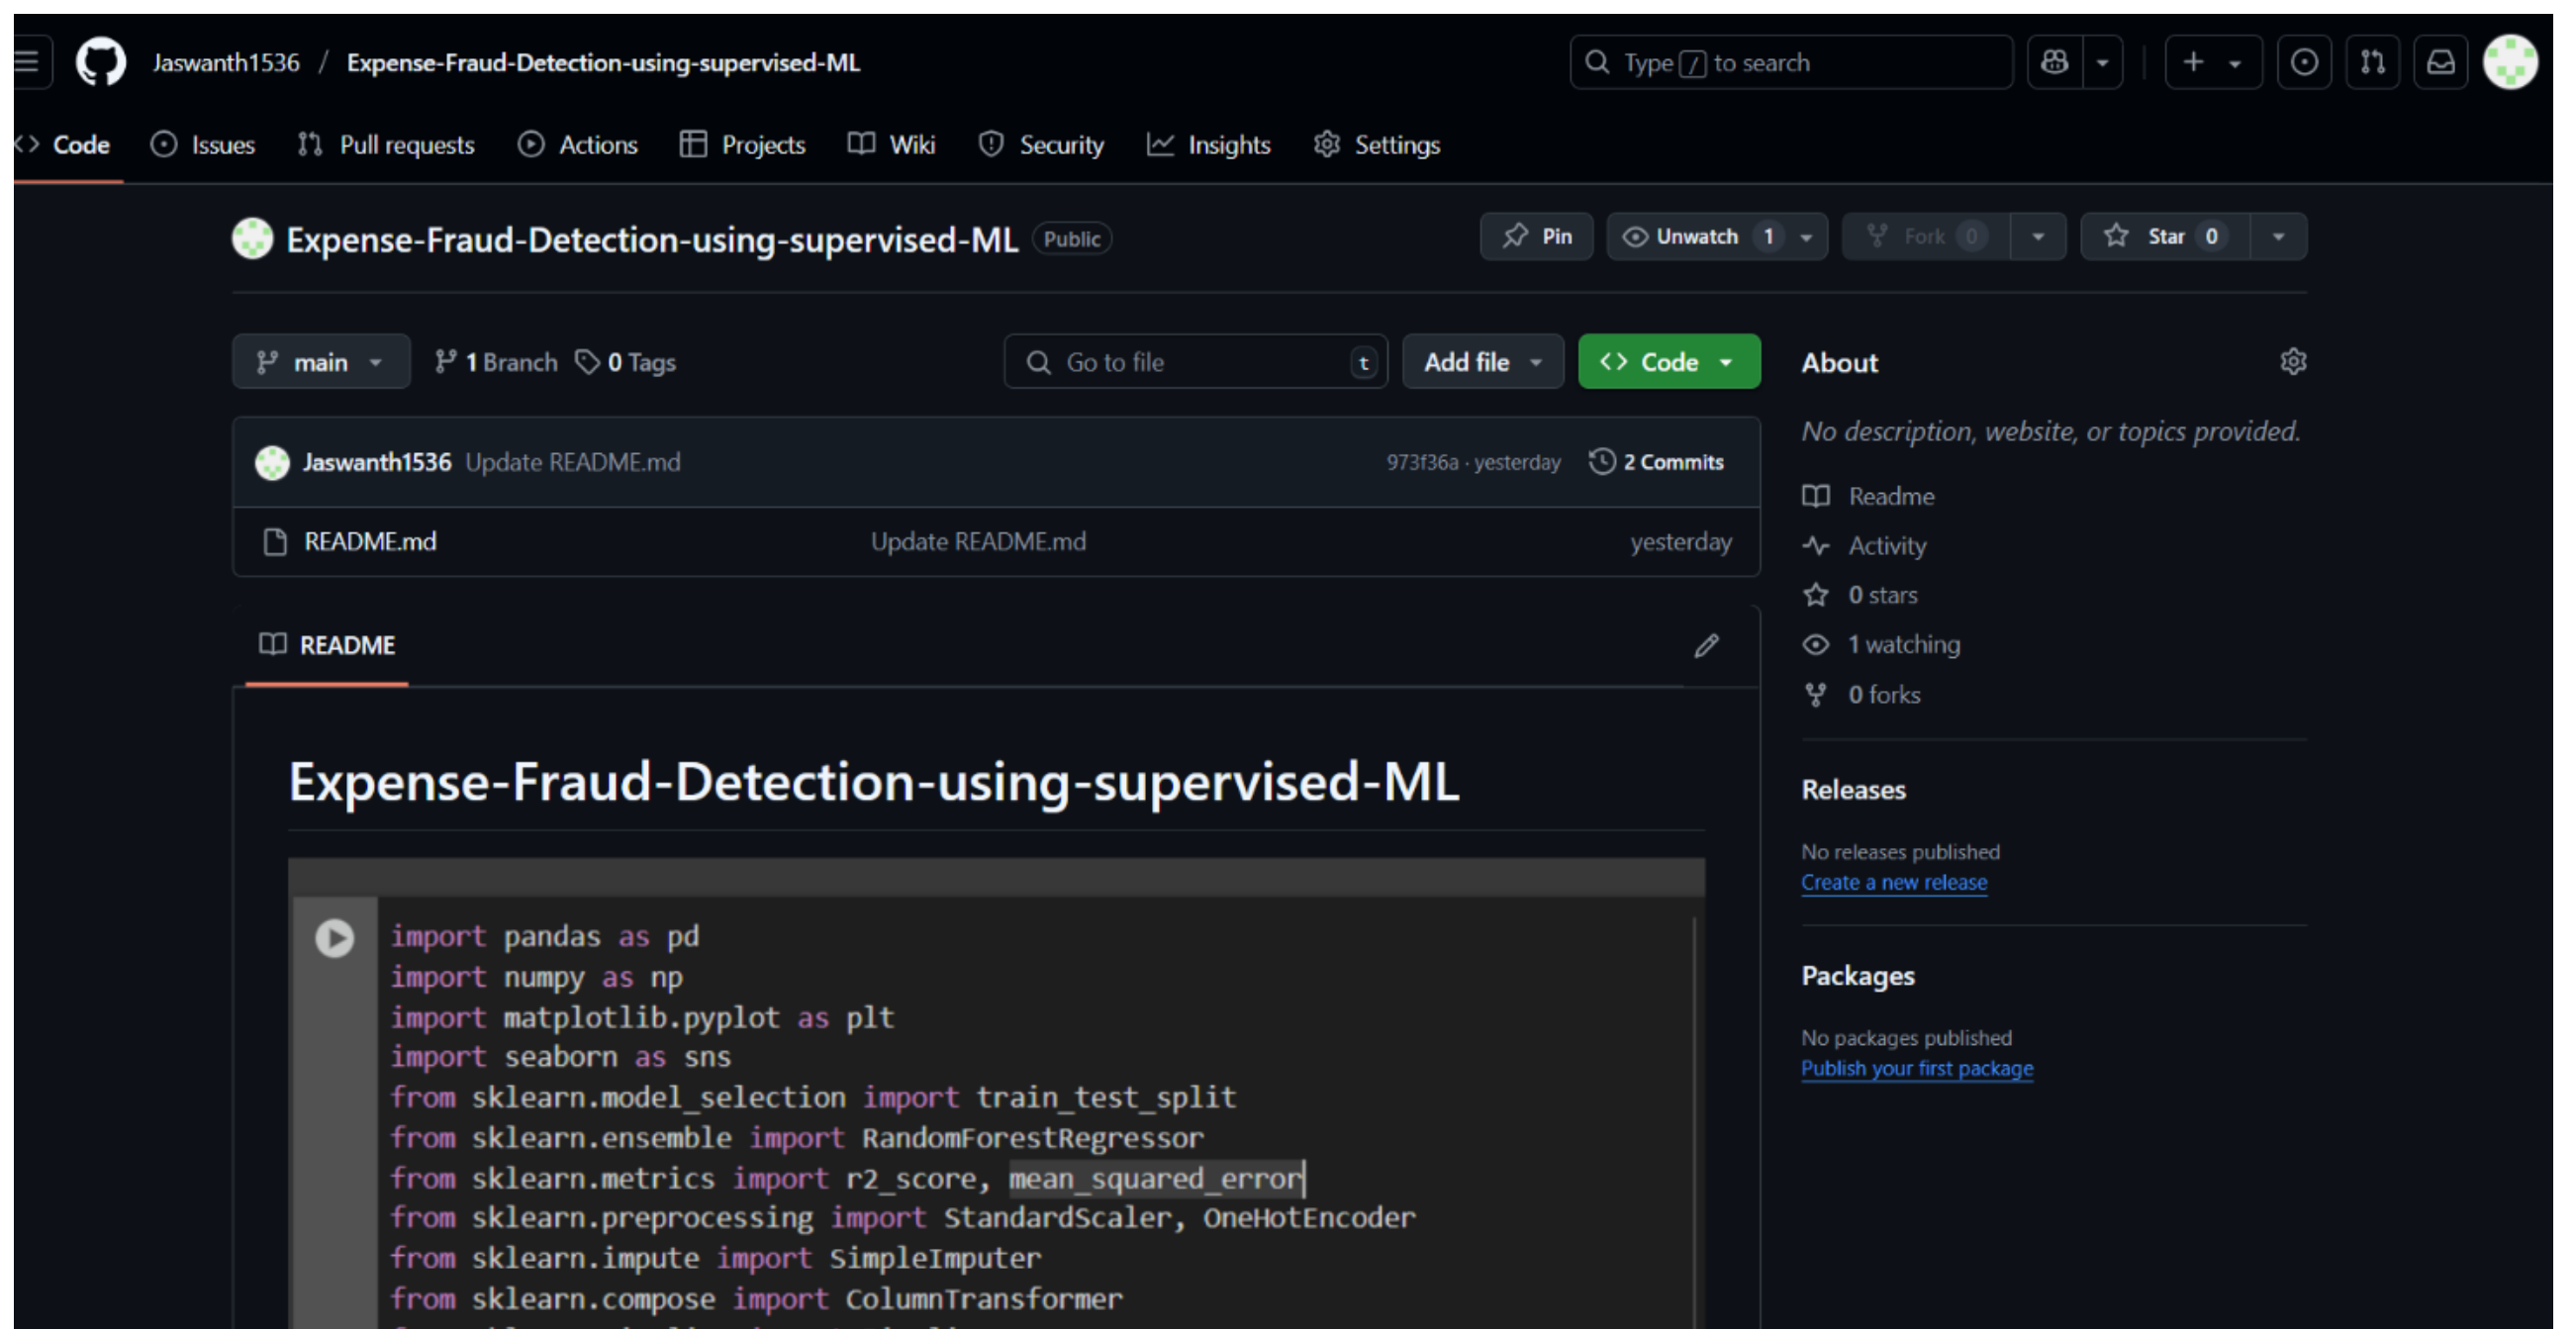 Jaswanth1536 / Expense-Fraud-Detection-using-supervised-ML
Type / to search
Code
Issues
Pull requests
Actions
Projects
Wiki
Security
Insights
Settings
Expense-Fraud-Detection-using-supervised-ML Public
Pin
Unwatch 1
Fork 0
Star 0
main
1 Branch
0 Tags
Go to file t
Add file
Code
Jaswanth1536 Update README.md
973f36a · yesterday
2 Commits
README.md
Update README.md
yesterday
README
Expense-Fraud-Detection-using-supervised-ML
import pandas as pd
import numpy as np
import matplotlib.pyplot as plt
import seaborn as sns
from sklearn.model_selection import train_test_split
from sklearn.ensemble import RandomForestRegressor
from sklearn.metrics import r2_score, mean_squared_error
from sklearn.preprocessing import StandardScaler, OneHotEncoder
from sklearn.impute import SimpleImputer
from sklearn.compose import ColumnTransformer
About
No description, website, or topics provided.
Readme
Activity
0 stars
1 watching
0 forks
Releases
No releases published
Create a new release
Packages
No packages published
Publish your first package